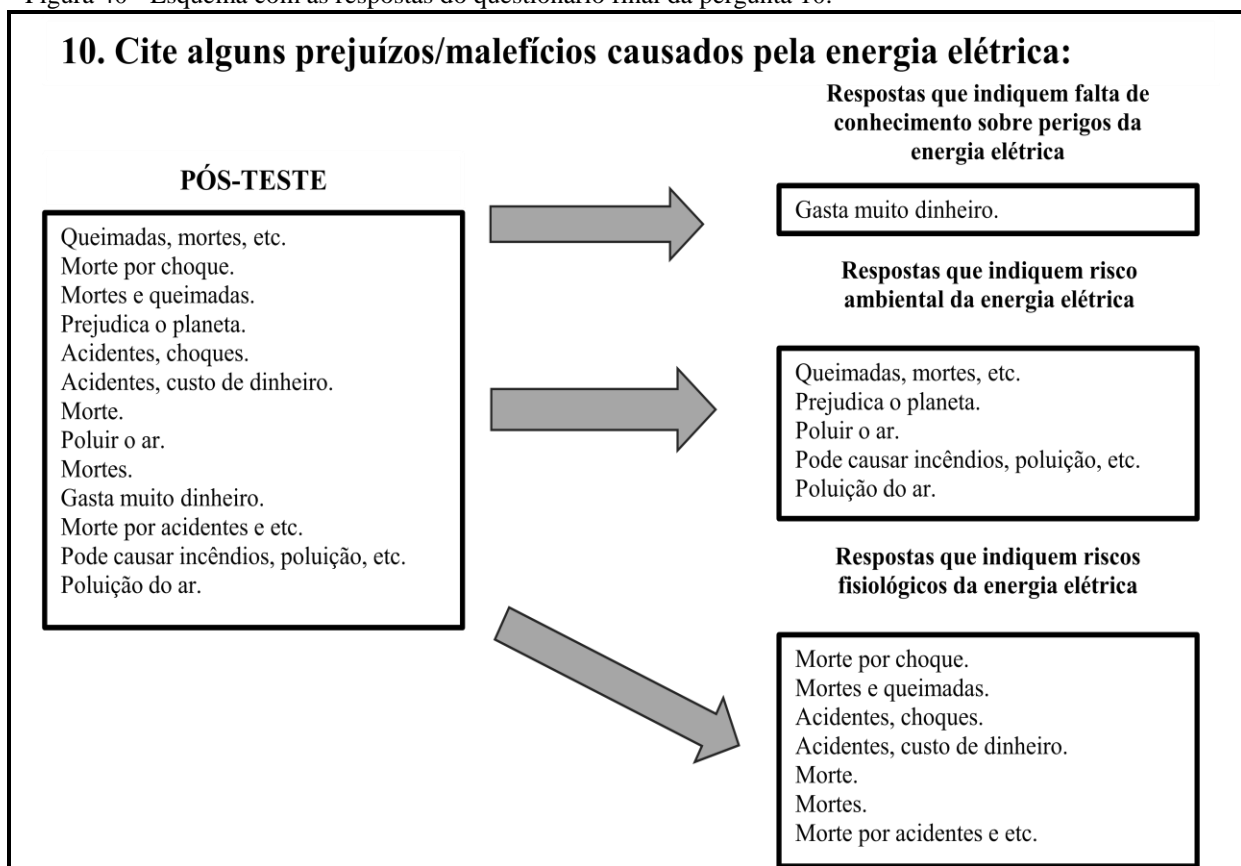 Figura 46 - Esquema com as respostas do questionário final da pergunta 10.
10. Cite alguns prejuízos/malefícios causados pela energia elétrica:
PÓS-TESTE
Queimadas, mortes, etc.
Morte por choque.
Mortes e queimadas.
Prejudica o planeta.
Acidentes, choques.
Acidentes, custo de dinheiro.
Morte.
Poluir o ar.
Mortes.
Gasta muito dinheiro.
Morte por acidentes e etc.
Pode causar incêndios, poluição, etc.
Poluição do ar.
Respostas que indiquem falta de
conhecimento sobre perigos da
energia elétrica
Gasta muito dinheiro.
Respostas que indiquem risco
ambiental da energia elétrica
Queimadas, mortes, etc.
Prejudica o planeta.
Poluir o ar.
Pode causar incêndios, poluição, etc.
Poluição do ar.
Respostas que indiquem riscos
fisiológicos da energia elétrica
Morte por choque.
Mortes e queimadas.
Acidentes, choques.
Acidentes, custo de dinheiro.
Morte.
Mortes.
Morte por acidentes e etc.